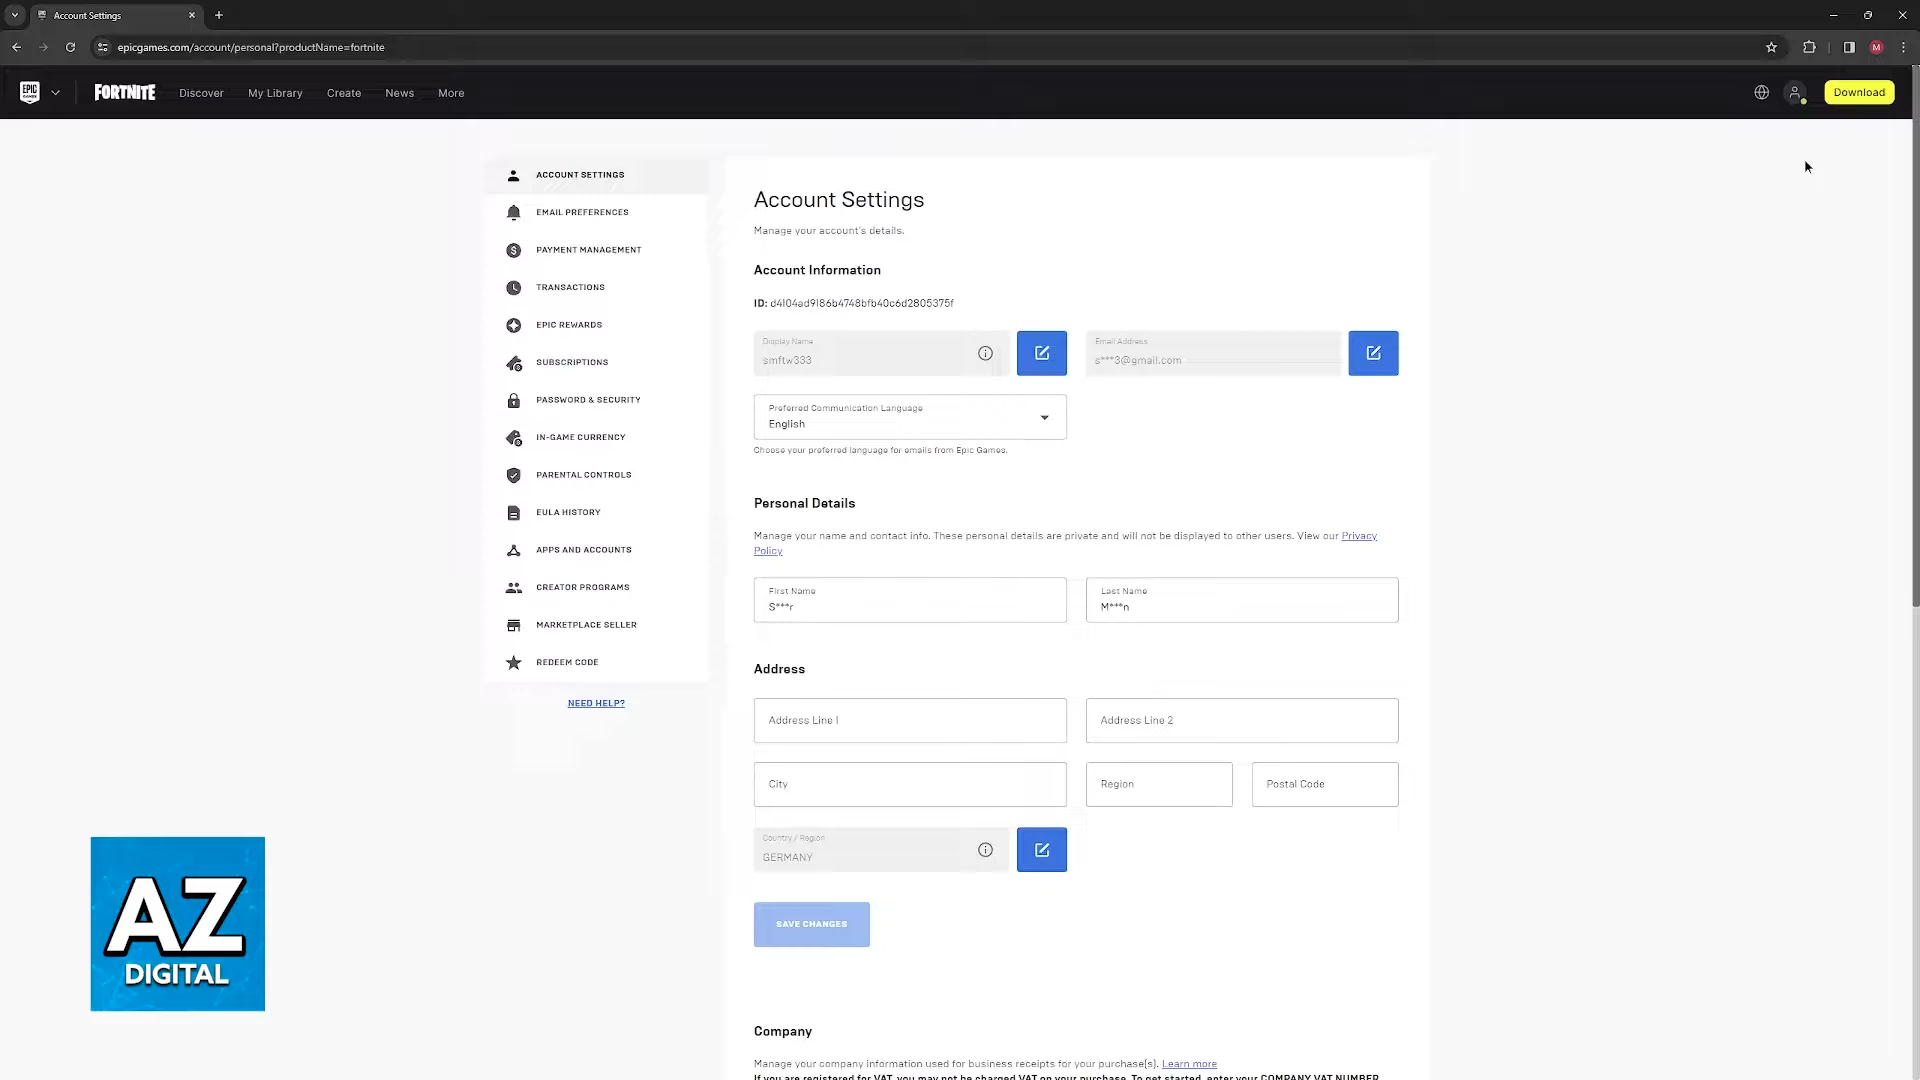 Account Settings
epicgames.com/account/personal?productName=fortnite
M
EPIC GAMES
FORTNITE
Discover
My Library
Create
News
More
Download
ACCOUNT SETTINGS
EMAIL PREFERENCES
PAYMENT MANAGEMENT
TRANSACTIONS
EPIC REWARDS
SUBSCRIPTIONS
PASSWORD & SECURITY
IN-GAME CURRENCY
PARENTAL CONTROLS
EULA HISTORY
APPS AND ACCOUNTS
CREATOR PROGRAMS
MARKETPLACE SELLER
REDEEM CODE
NEED HELP?
Account Settings
Manage your account's details.
Account Information
ID: d4104ad9186b4748bfb40c6d2805375f
Display Name
smftw333
Email Address
s***3@gmail.com
Preferred Communication Language
English
Choose your preferred language for emails from Epic Games.
Personal Details
Manage your name and contact info. These personal details are private and will not be displayed to other users. View our Privacy
Policy
First Name
S***r
Last Name
M***n
Address
Address Line 1
Address Line 2
City
Region
Postal Code
Country / Region
GERMANY
SAVE CHANGES
Company
Manage your company information used for business receipts for your purchase(s). Learn more
If you are registered for VAT, you may not be charged VAT on your purchase. To get started, enter your COMPANY VAT NUMBER
AZ
DIGITAL